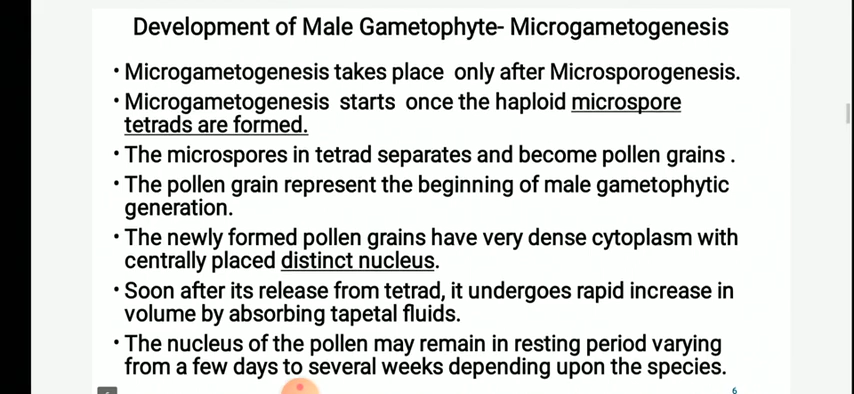 Development of Male Gametophyte- Microgametogenesis
• Microgametogenesis takes place only after Microsporogenesis.
• Microgametogenesis starts once the haploid microspore
tetrads are formed.
• The microspores in tetrad separates and become pollen grains .
• The pollen grain represent the beginning of male gametophytic
generation.
• The newly formed pollen grains have very dense cytoplasm with
centrally placed distinct nucleus.
• Soon after its release from tetrad, it undergoes rapid increase in
volume by absorbing tapetal fluids.
• The nucleus of the pollen may remain in resting period varying
from a few days to several weeks depending upon the species.
6